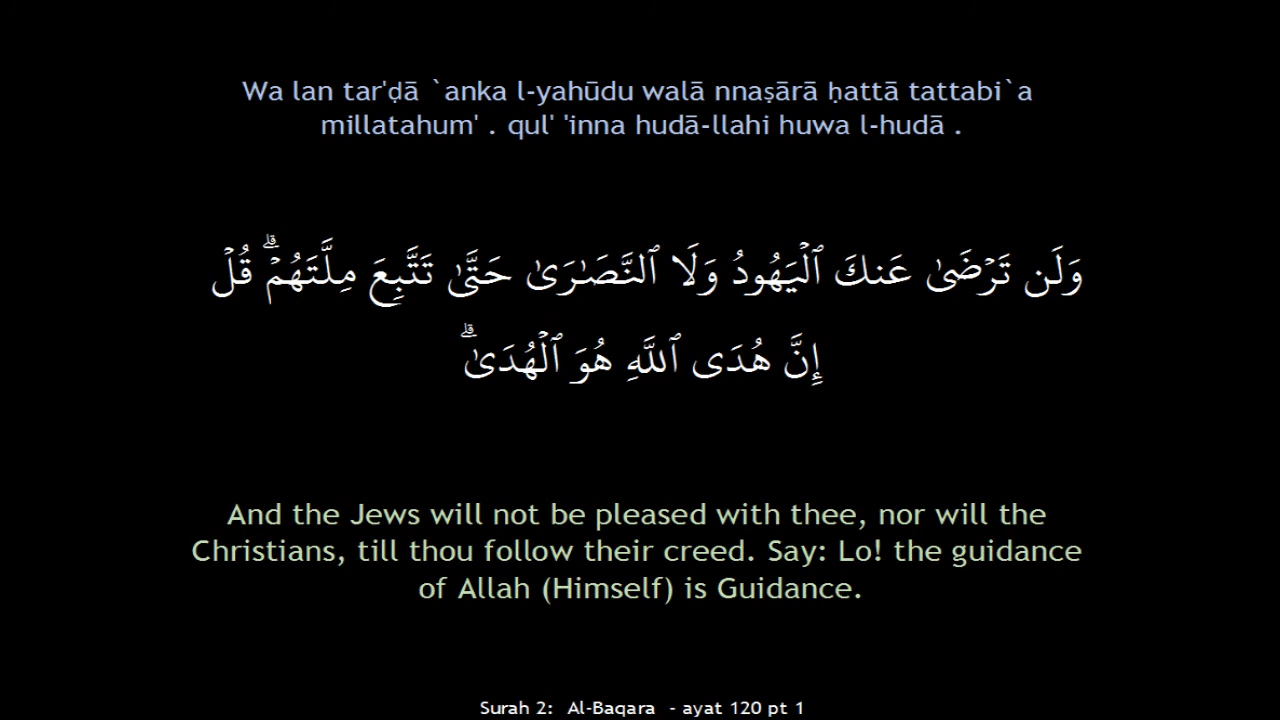 Wa lan tar'ḍā `anka l-yahūdu walā nnaṣārā ḥattā tattabi`a
millatahum' . qul' 'inna hudā-llahi huwa l-hudā .
وَلَن تَرْضَىٰ عَنكَ ٱلْيَهُودُ وَلَا ٱلنَّصَـٰرَىٰ حَتَّىٰ تَتَّبِعَ مِلَّتَهُمْ ۗ قُلْ
إِنَّ هُدَى ٱللَّهِ هُوَ ٱلْهُدَىٰ ۗ
And the Jews will not be pleased with thee, nor will the
Christians, till thou follow their creed. Say: Lo! the guidance
of Allah (Himself) is Guidance.
Surah 2: Al-Baqara - ayat 120 pt 1